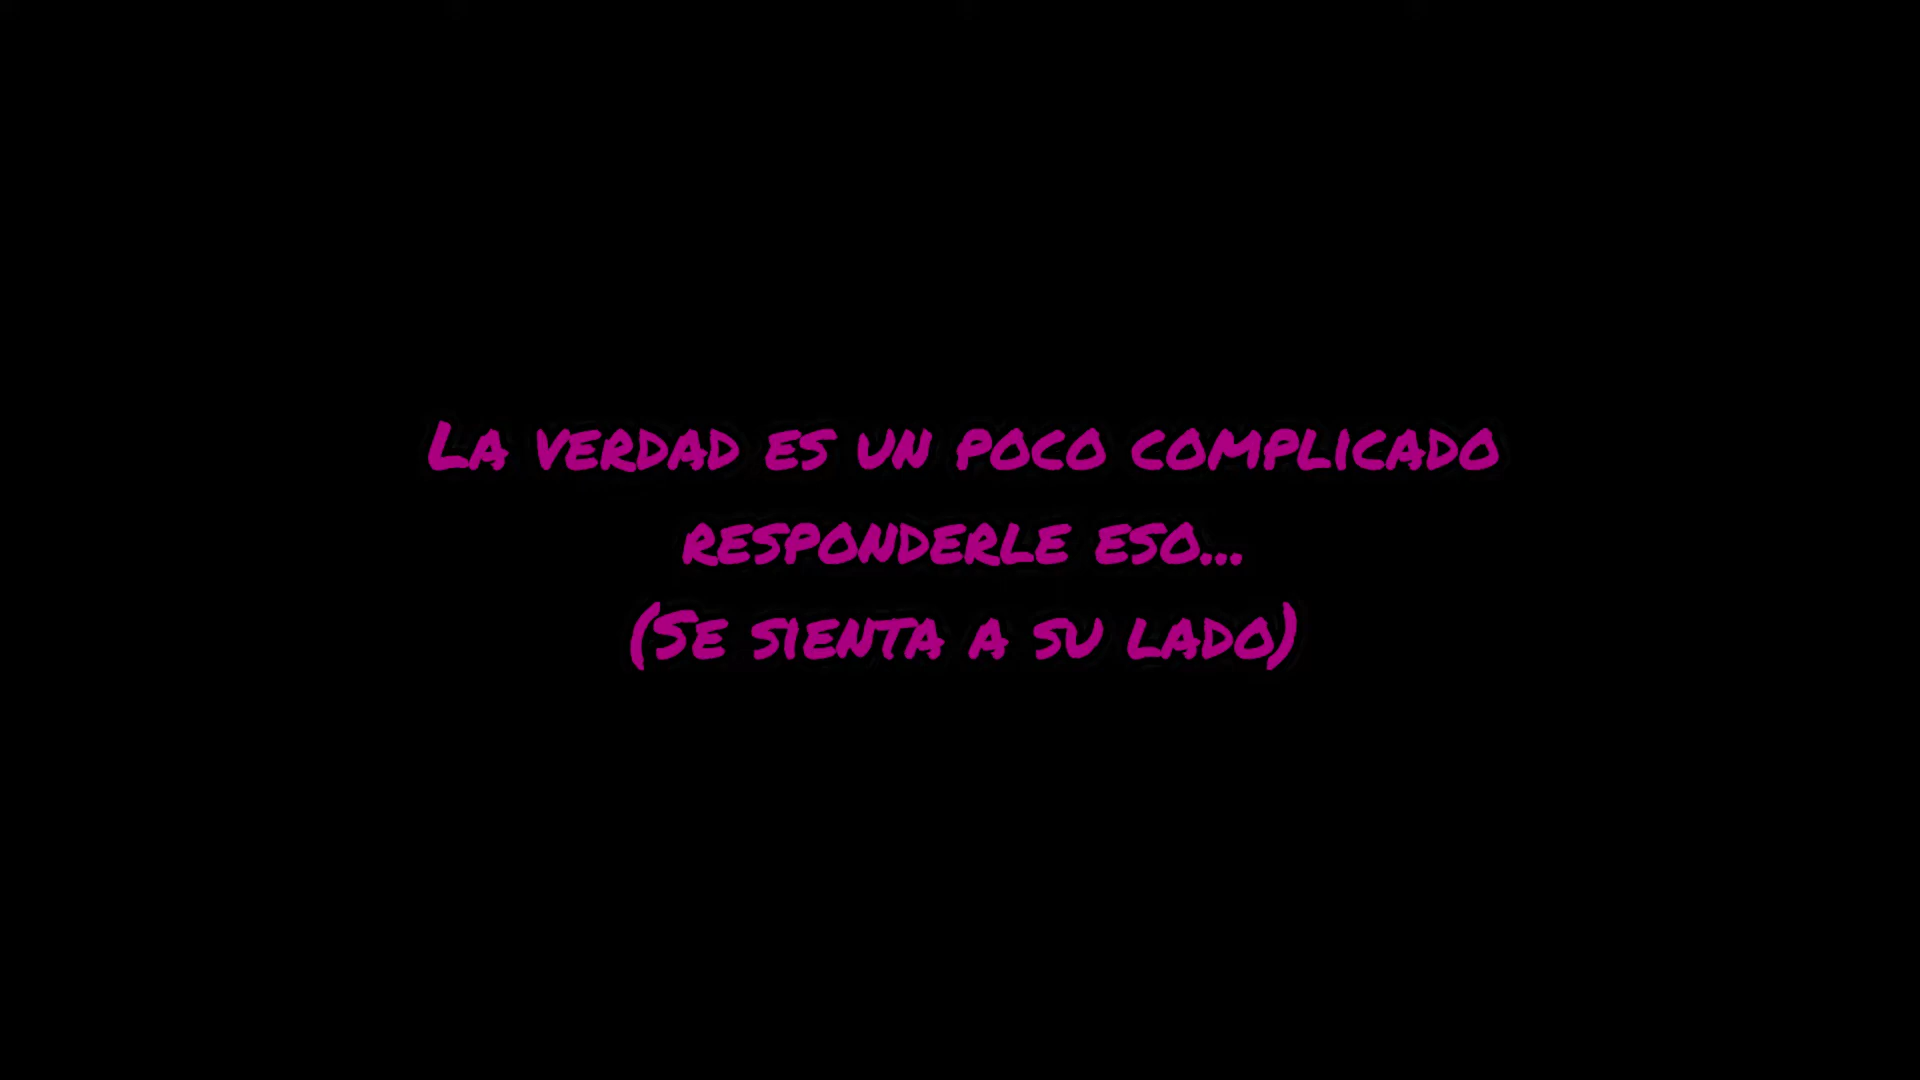 La verdad es un poco complicado
responderle eso...
(Se sienta a su lado)